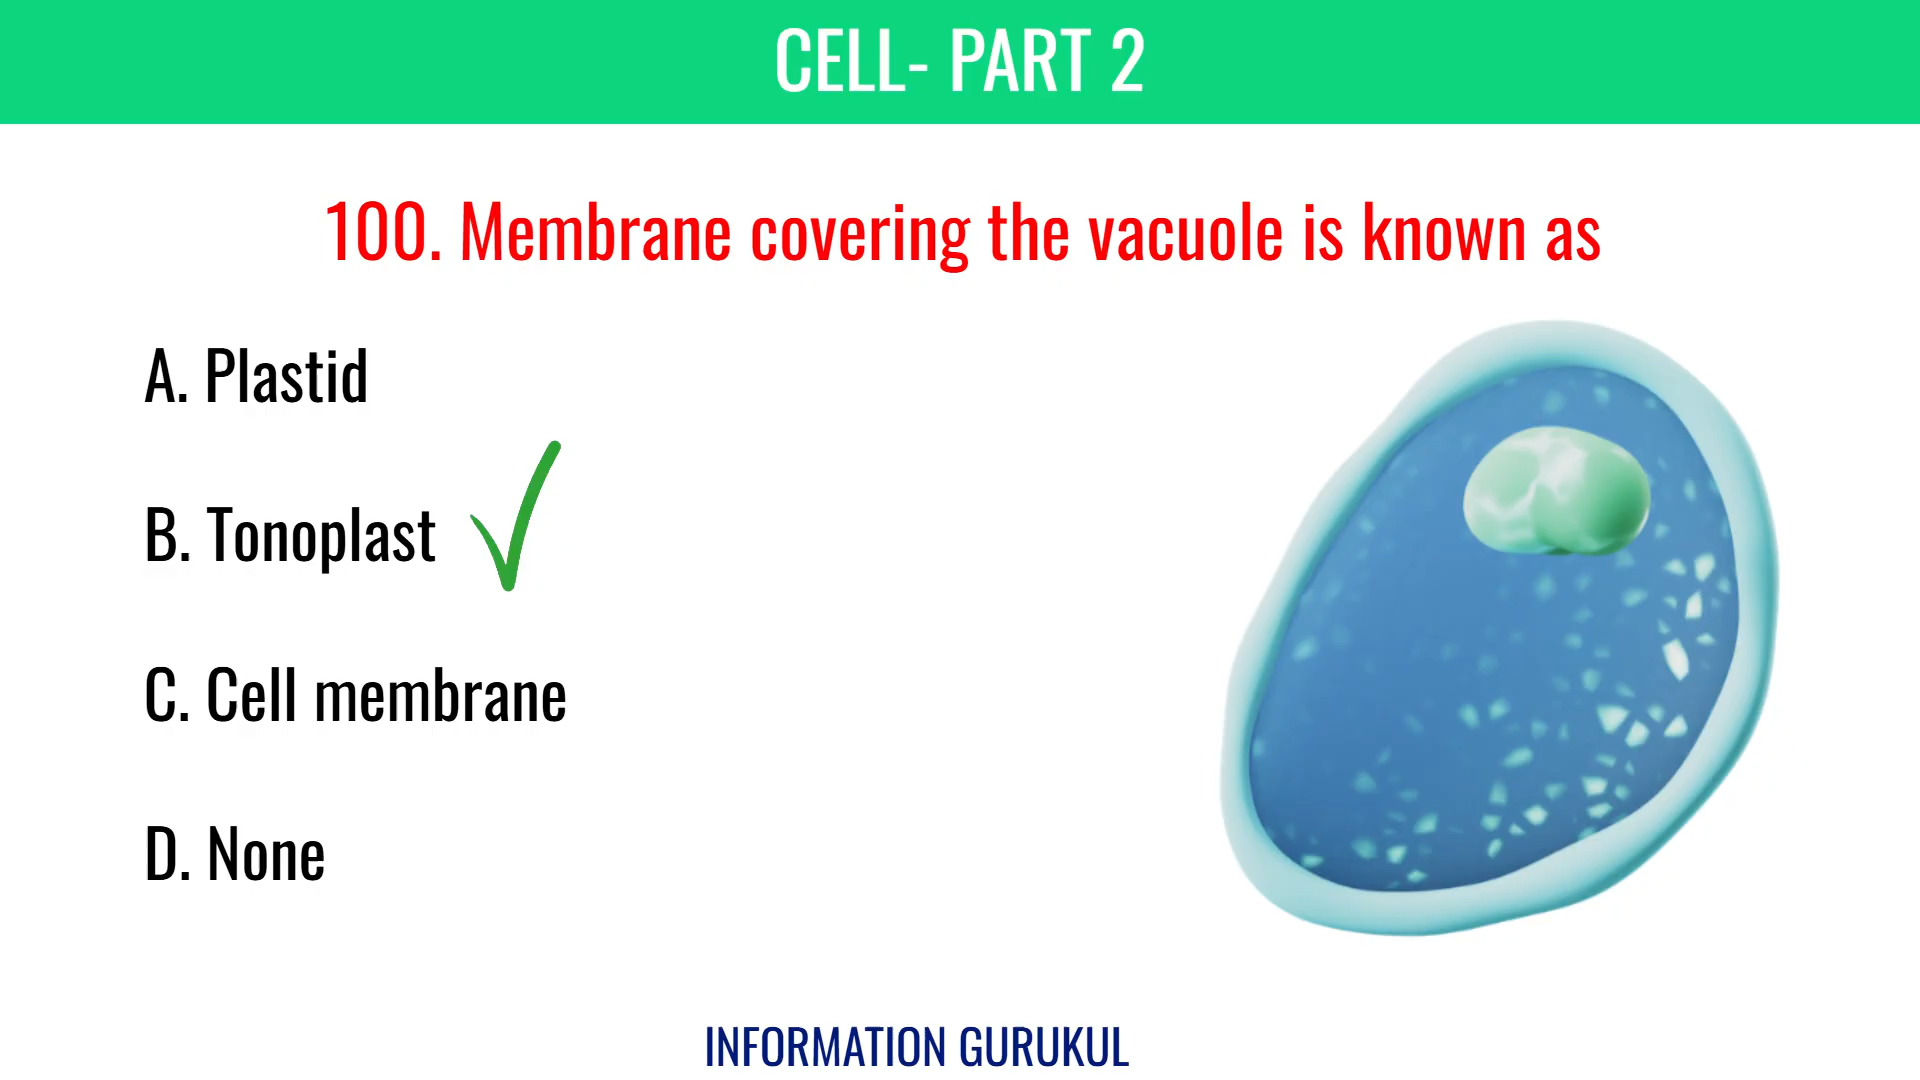 CELL- PART 2
100. Membrane covering the vacuole is known as
A. Plastid
B. Tonoplast
C. Cell membrane
D. None
INFORMATION GURUKUL